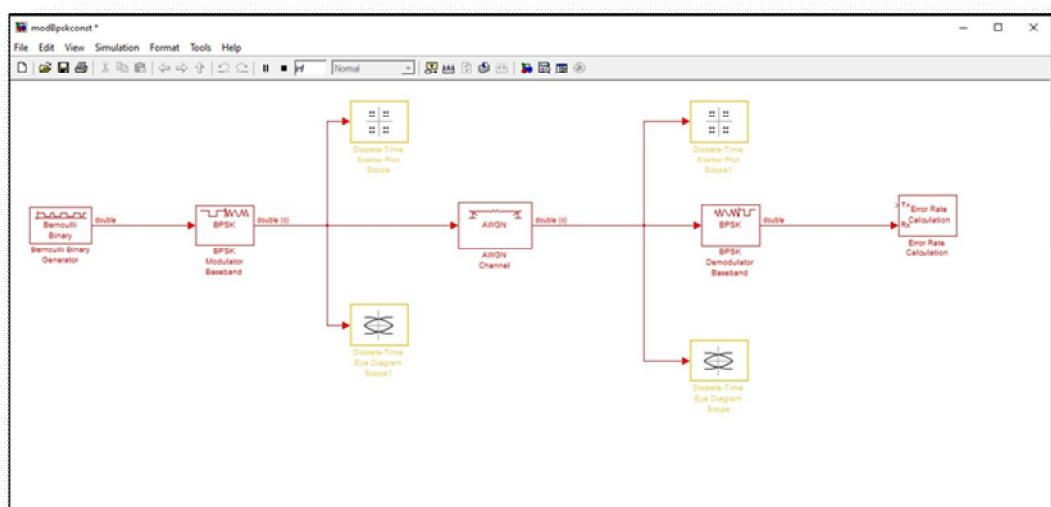 modBpskconst *
File Edit View Simulation Format Tools Help
inf Normal
Discrete-Time
Scatter Plot
Scope
Discrete-Time
Scatter Plot
Scope1
Bernoulli
Binary
Bernoulli Binary
Generator
double
BPSK
BPSK
Modulator
Baseband
double (c)
AWGN
AWGN
Channel
double (c)
BPSK
BPSK
Demodulator
Baseband
double
Tx
Rx
Error Rate
Calculation
Error Rate
Calculation
Discrete-Time
Eye Diagram
Scope1
Discrete-Time
Eye Diagram
Scope